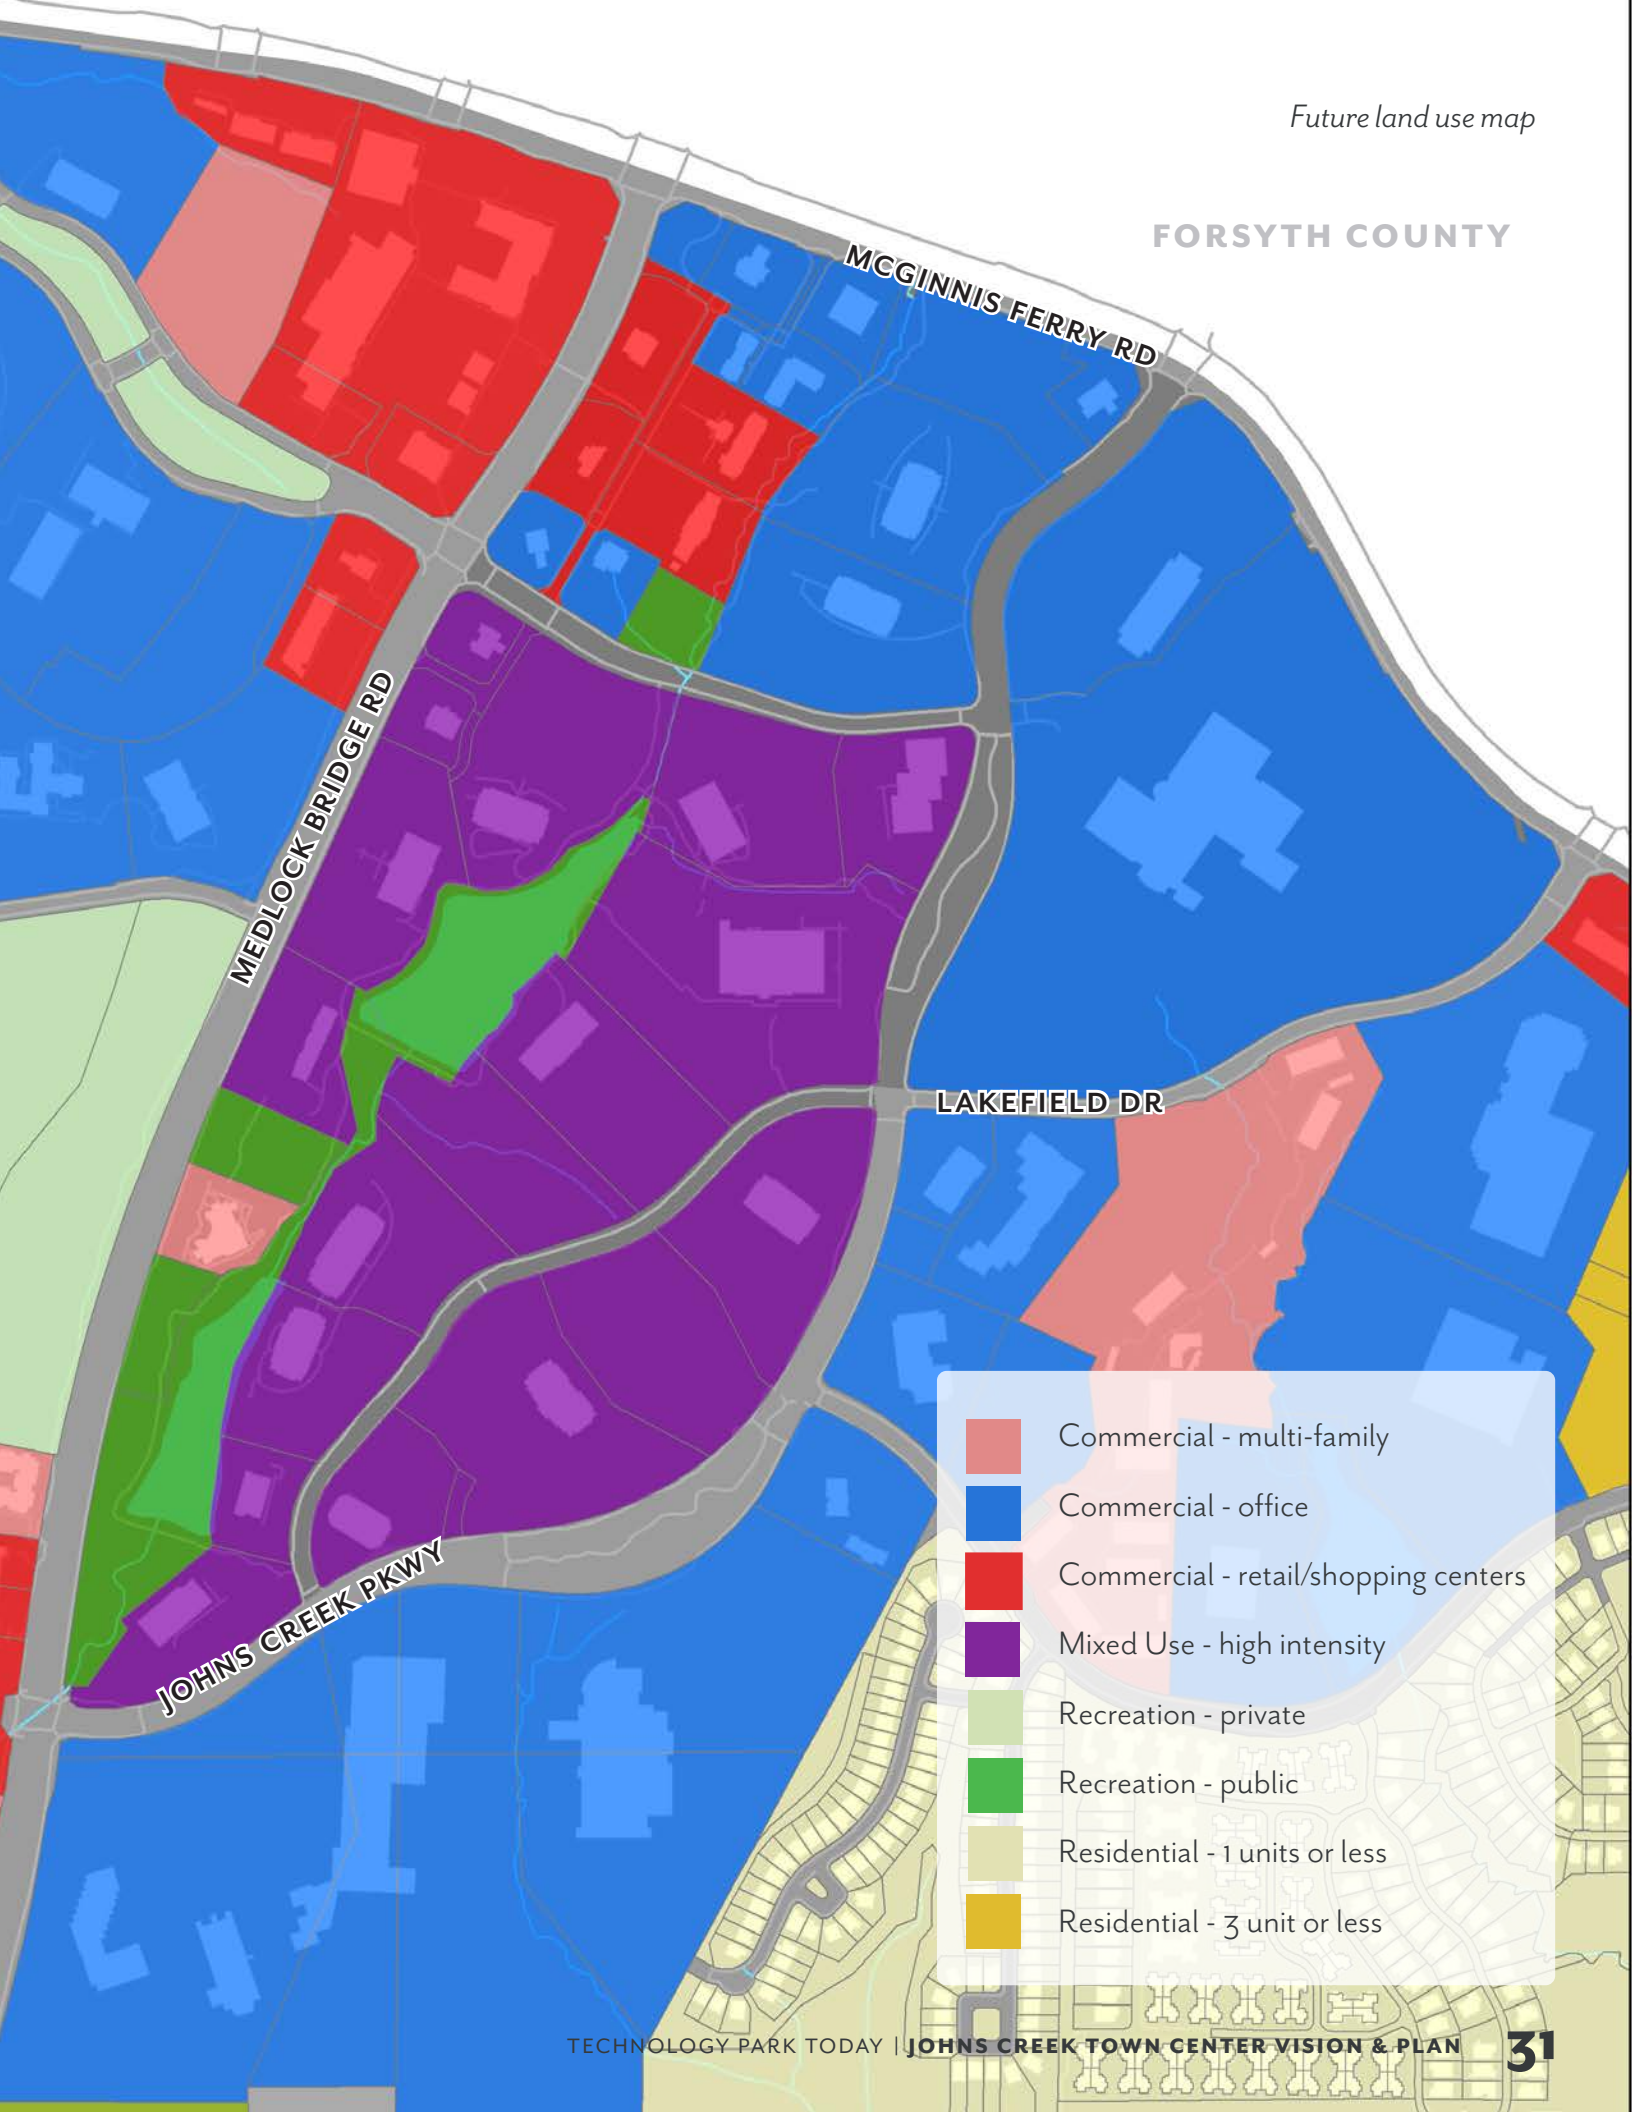 Future land use map
FORSYTH COUNTY
MCGINNIS FERRY RD
MEDLOCK BRIDGE RD
LAKEFIELD DR
JOHNS CREEK PKWY
Commercial - multi-family
Commercial - office
Commercial - retail/shopping centers
Mixed Use - high intensity
Recreation - private
Recreation - public
Residential - 1 units or less
Residential - 3 unit or less
TECHNOLOGY PARK TODAY | JOHNS CREEK TOWN CENTER VISION & PLAN 31